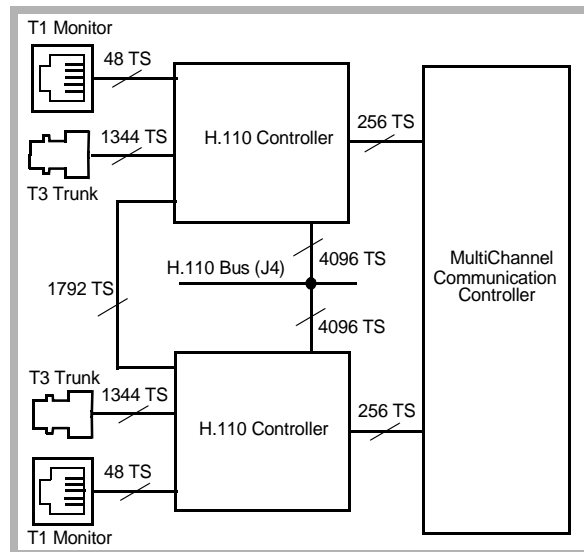 T1 Monitor
48 TS
1344 TS
T3 Trunk
H.110 Controller
256 TS
4096 TS
H.110 Bus (J4)
1792 TS
4096 TS
MultiChannel
Communication
Controller
T3 Trunk
1344 TS
H.110 Controller
256 TS
48 TS
T1 Monitor